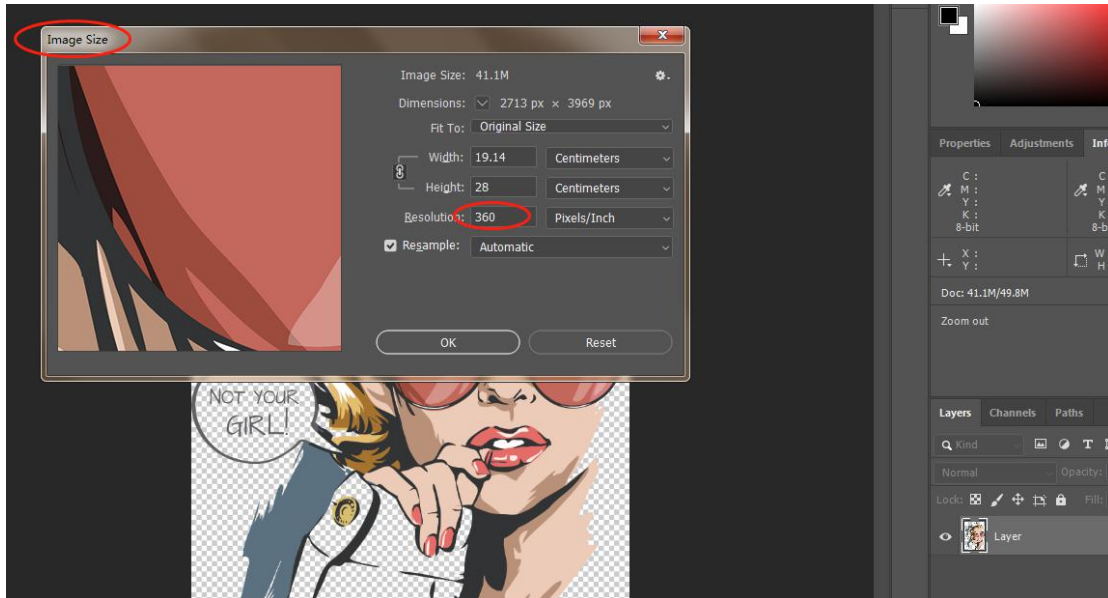 Image Size
Image Size: 41.1M
Dimensions: 2713 px × 3969 px
Fit To: Original Size
Width: 19.14 Centimeters
Height: 28 Centimeters
Resolution: 360 Pixels/Inch
Resample: Automatic
OK Reset
NOT YOUR
GIRL!
Properties Adjustments
C : C
M : M
Y : Y
K : K
8-bit 8-b
X : W
Y : H
Doc: 41.1M/49.8M
Zoom out
Layers Channels Paths
Kind T
Normal Opacity:
Lock: Fill:
Layer